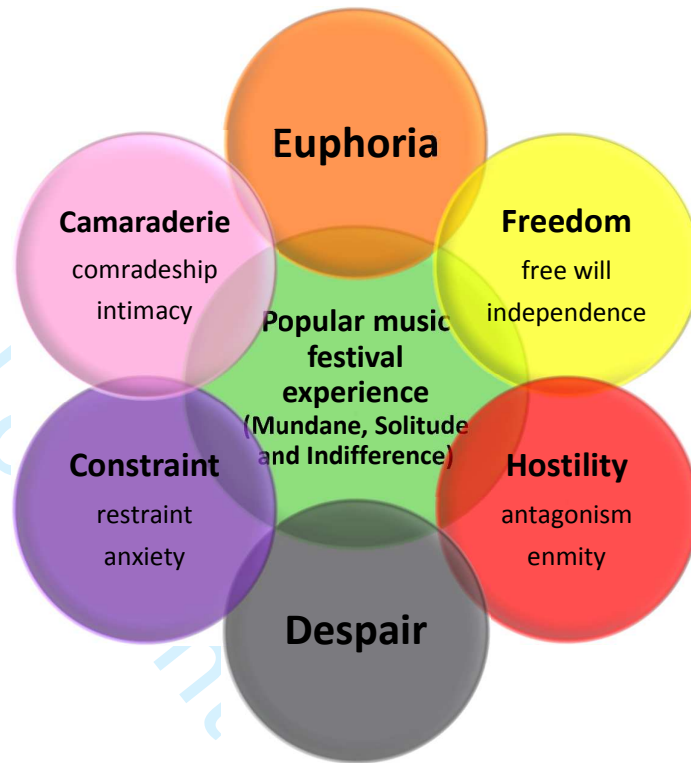 Euphoria
Camaraderie
comradeship
intimacy
Freedom
free will
independence
Popular music
festival
experience
(Mundane, Solitude
and Indifference)
Constraint
restraint
anxiety
Hostility
antagonism
enmity
Despair